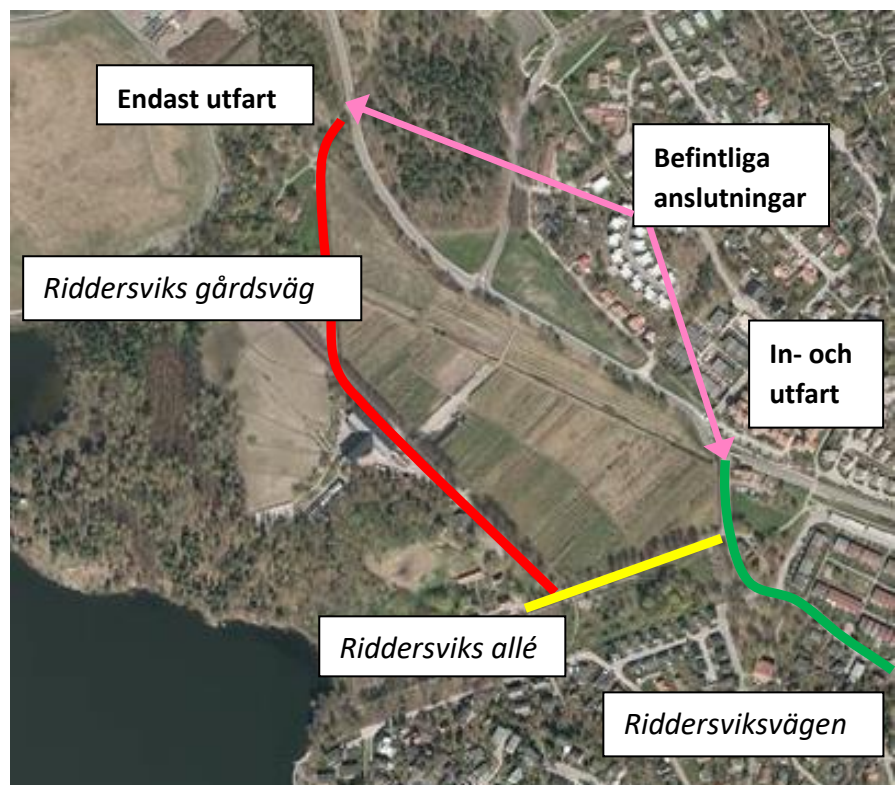 Endast utfart
Befintliga
anslutningar
Riddersviks gårdsväg
In- och
utfart
Riddersviks allé
Riddersviksvägen